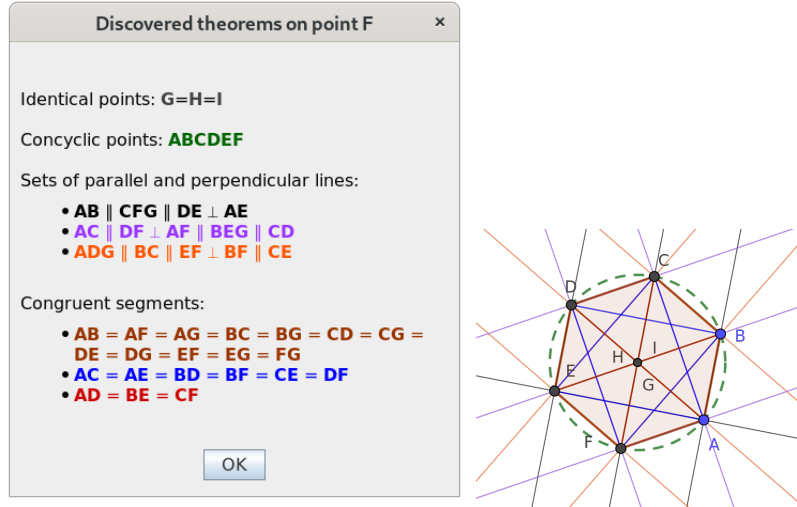 Discovered theorems on point F
×
Identical points: G=H=I
Concyclic points: ABCDEF
Sets of parallel and perpendicular lines:
• AB ∥ CFG ∥ DE ⟂ AE
• AC ∥ DF ⟂ AF ∥ BEG ∥ CD
• ADG ∥ BC ∥ EF ⟂ BF ∥ CE
Congruent segments:
• AB = AF = AG = BC = BG = CD = CG =
DE = DG = EF = EG = FG
• AC = AE = BD = BF = CE = DF
• AD = BE = CF
OK
C
D
B
I
H
E
G
F
A